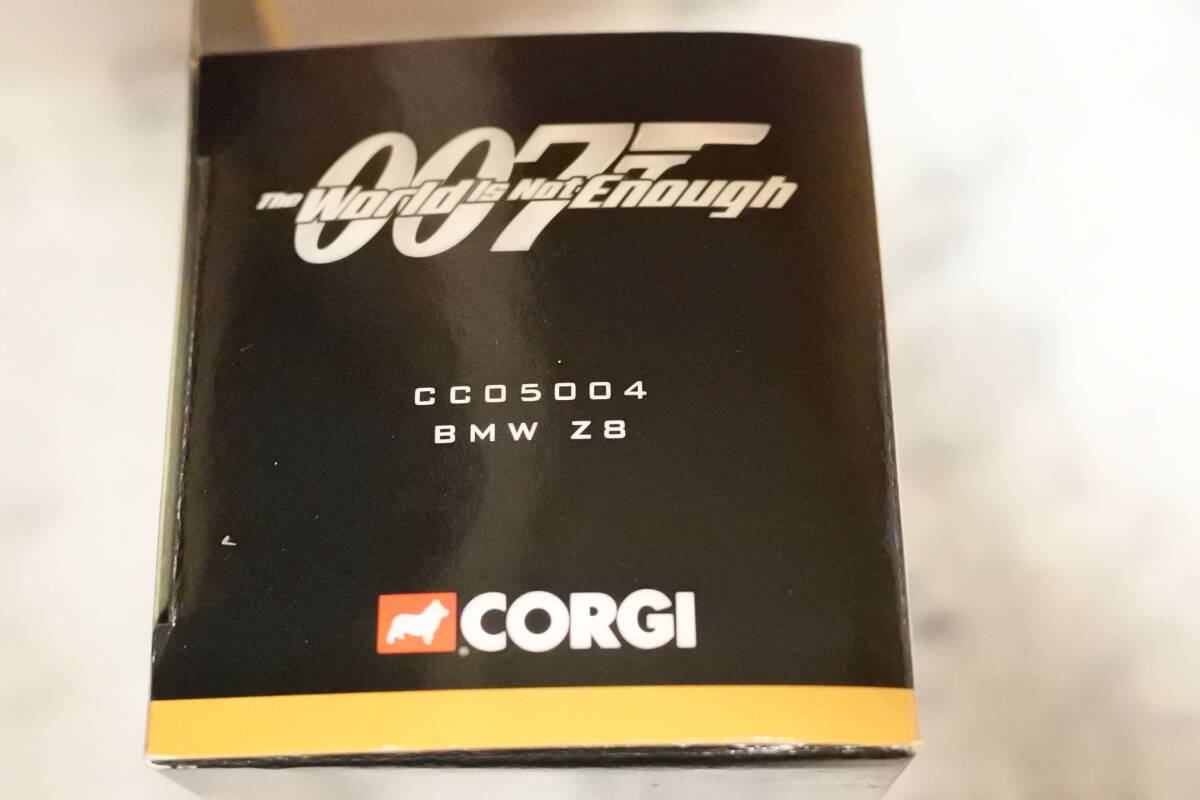 007
The World Is Not Enough
CC05004
BMW Z8
CORGI